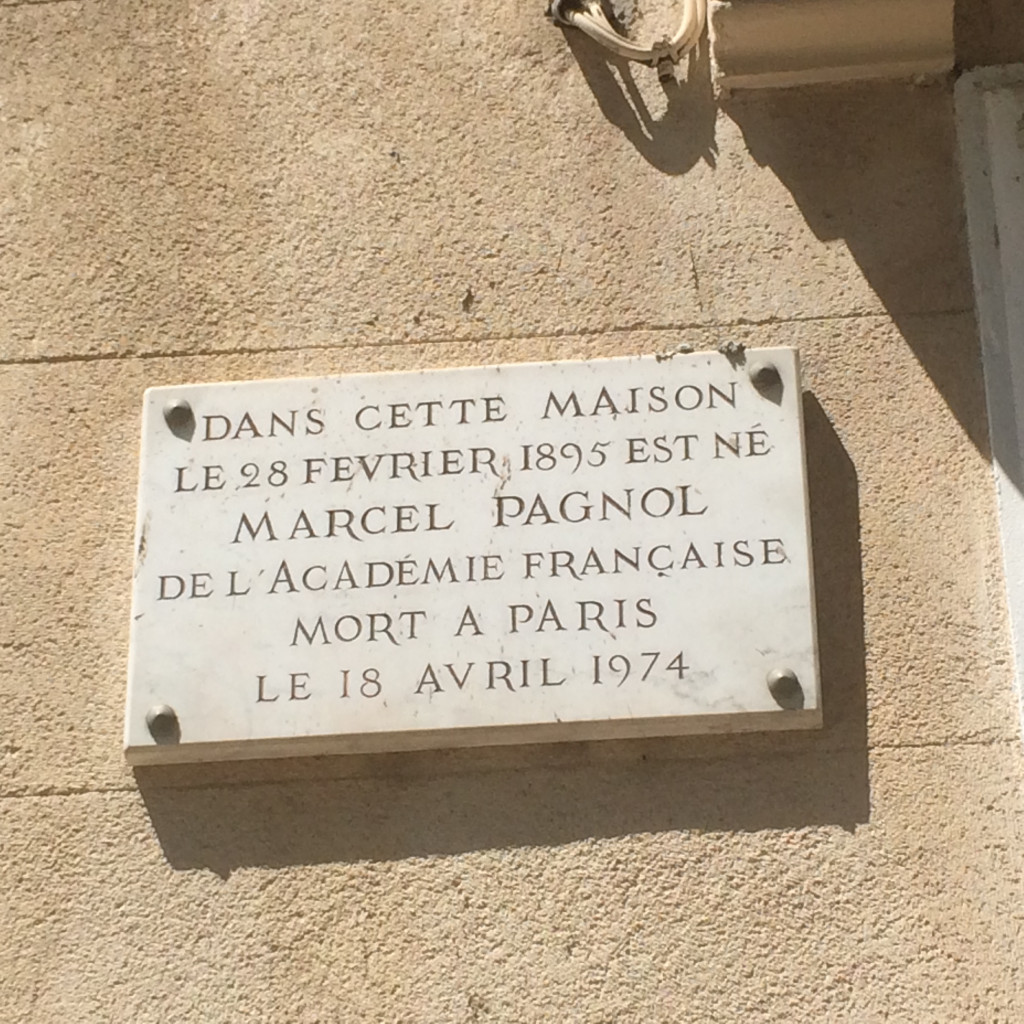 DANS CETTE MAISON
LE 28 FEVRIER 1895 EST NÉ
MARCEL PAGNOL
DE L'ACADÉMIE FRANÇAISE
MORT A PARIS
LE 18 AVRIL 1974